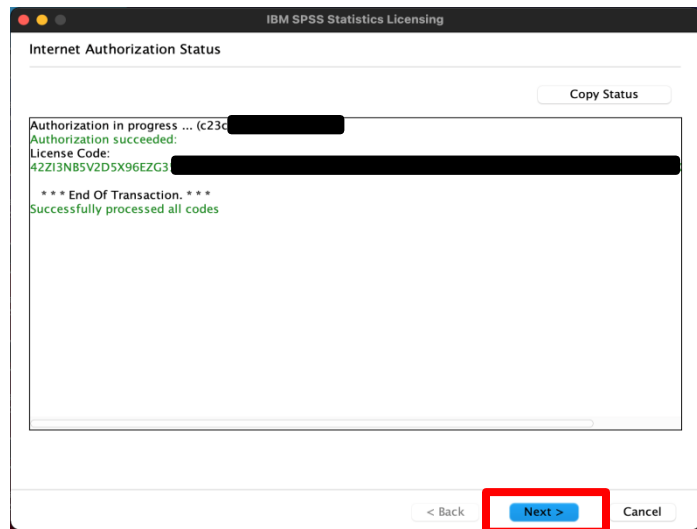 IBM SPSS Statistics Licensing
Internet Authorization Status
Copy Status
Authorization in progress ... (c23c
Authorization succeeded:
License Code:
42ZI3NB5V2D5X96EZG3
* * * End Of Transaction. * * *
Successfully processed all codes
< Back Next > Cancel